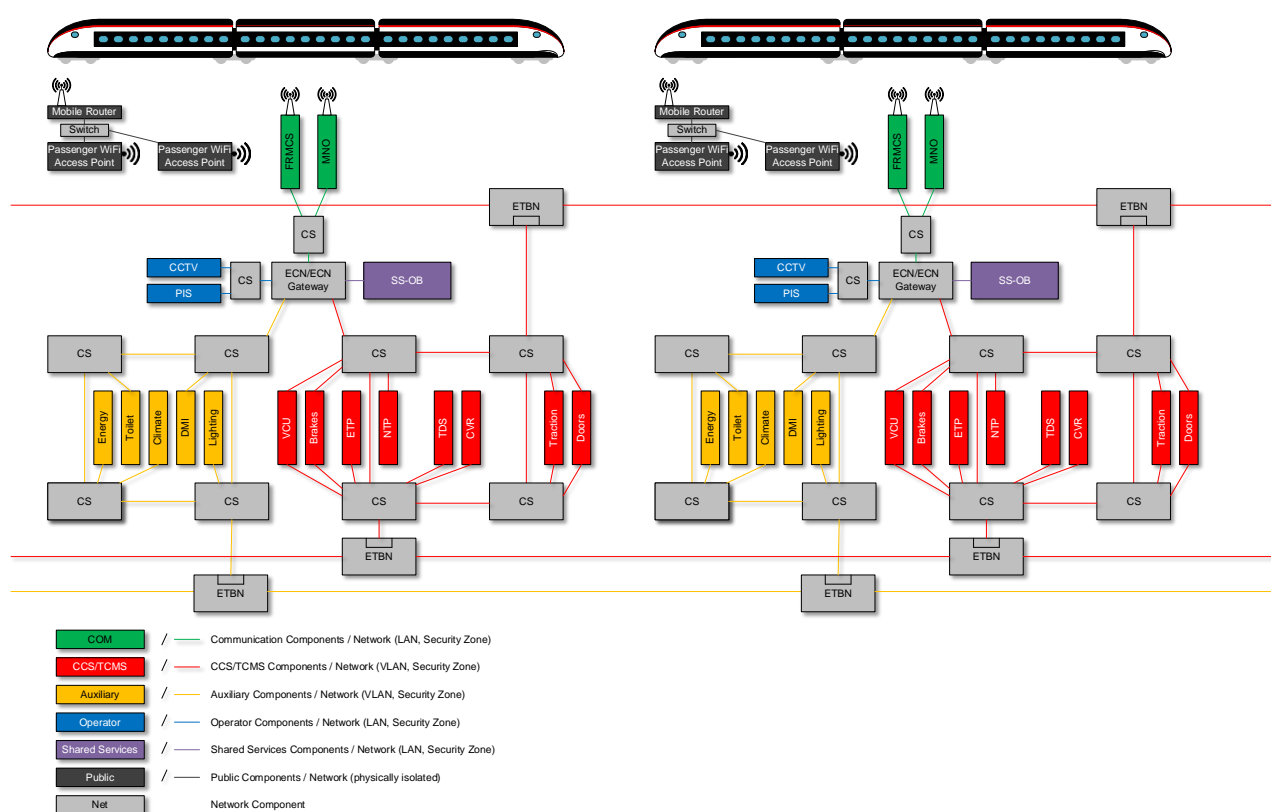 Mobile Router
Switch
Passenger WiFi
Access Point
Passenger WiFi
Access Point
FRMCS
MNO
ETBN
CS
CCTV
PIS
CS
ECN/ECN
Gateway
SS-OB
CS
CS
CS
CS
Energy
Toilet
Climate
DMI
Lighting
VCU
Brakes
ETP
NTP
TDS
CVR
Traction
Doors
CS
CS
CS
CS
ETBN
ETBN
Mobile Router
Switch
Passenger WiFi
Access Point
Passenger WiFi
Access Point
FRMCS
MNO
ETBN
CS
CCTV
PIS
CS
ECN/ECN
Gateway
SS-OB
CS
CS
CS
CS
Energy
Toilet
Climate
DMI
Lighting
VCU
Brakes
ETP
NTP
TDS
CVR
Traction
Doors
CS
CS
CS
CS
ETBN
ETBN
COM / Communication Components / Network (LAN, Security Zone)
CCS/TCMS / CCS/TCMS Components / Network (VLAN, Security Zone)
Auxiliary / Auxiliary Components / Network (VLAN, Security Zone)
Operator / Operator Components / Network (LAN, Security Zone)
Shared Services / Shared Services Components / Network (LAN, Security Zone)
Public / Public Components / Network (physically isolated)
Net Network Component